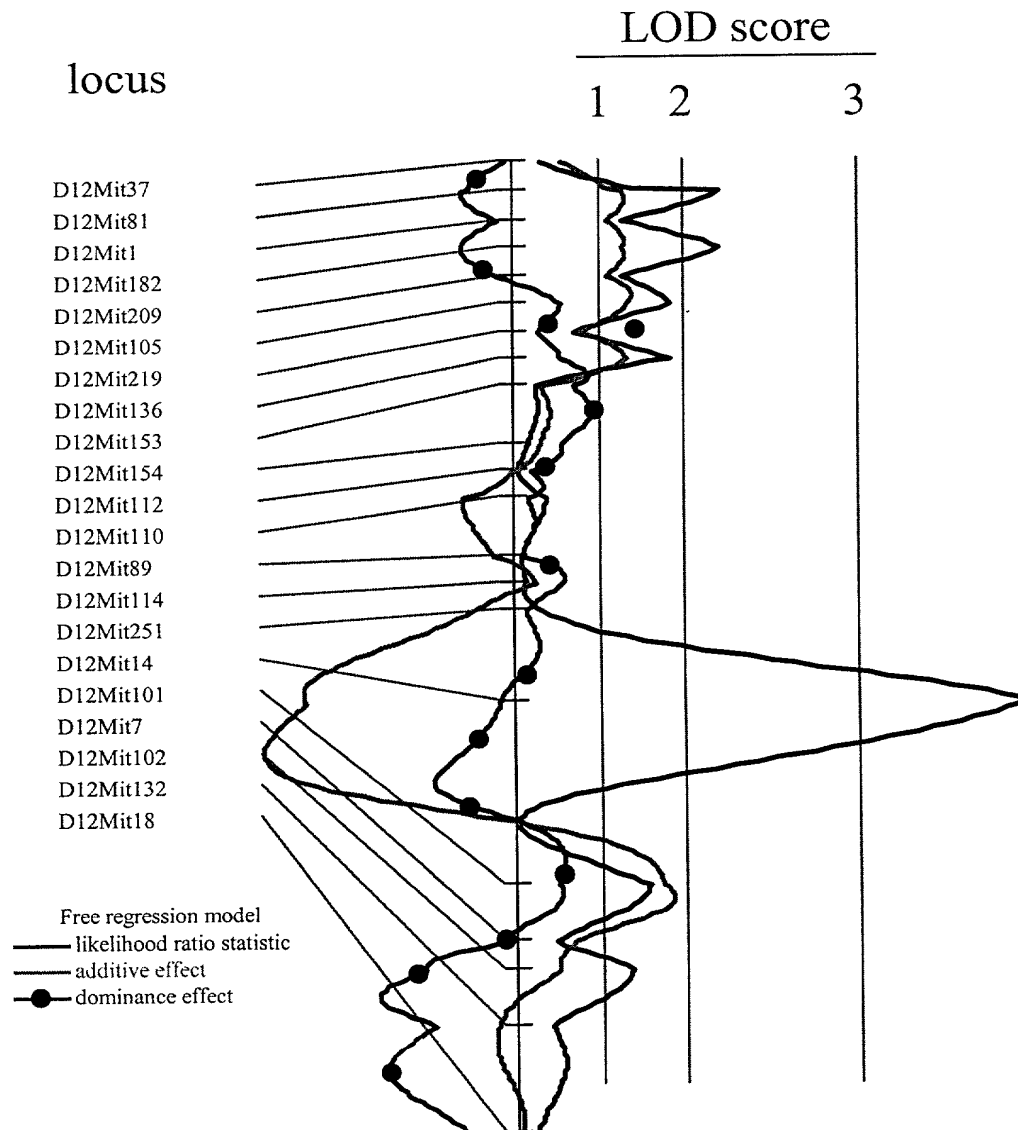 LOD score
locus
1 2 3
D12Mit37
D12Mit81
D12Mit1
D12Mit182
D12Mit209
D12Mit105
D12Mit219
D12Mit136
D12Mit153
D12Mit154
D12Mit112
D12Mit110
D12Mit89
D12Mit114
D12Mit251
D12Mit14
D12Mit101
D12Mit7
D12Mit102
D12Mit132
D12Mit18
Free regression model
likelihood ratio statistic
additive effect
dominance effect